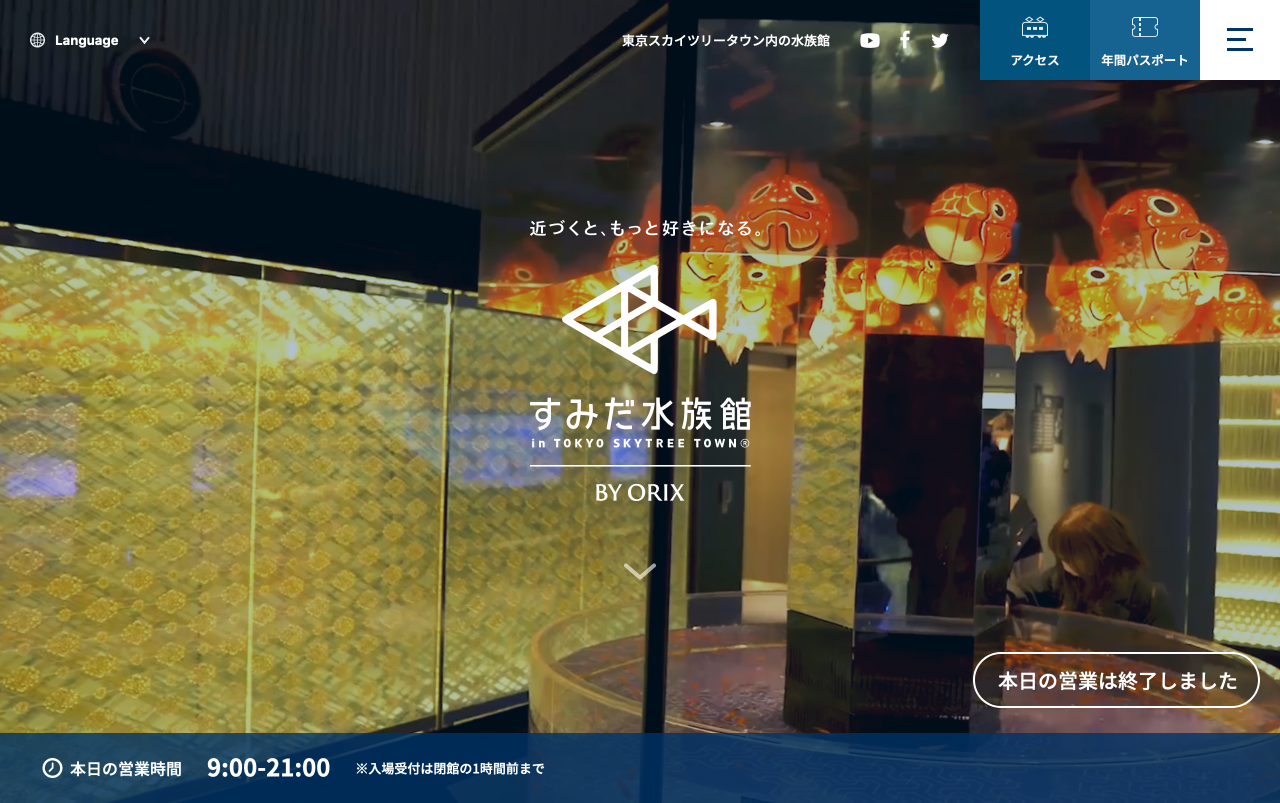 Language
東京スカイツリータウン内の水族館
アクセス
年間パスポート
近づくと、もっと好きになる。
すみだ水族館
in TOKYO SKYTREE TOWN®
BY ORIX
本日の営業は終了しました
本日の営業時間
9:00-21:00
※入場受付は閉館の1時間前まで